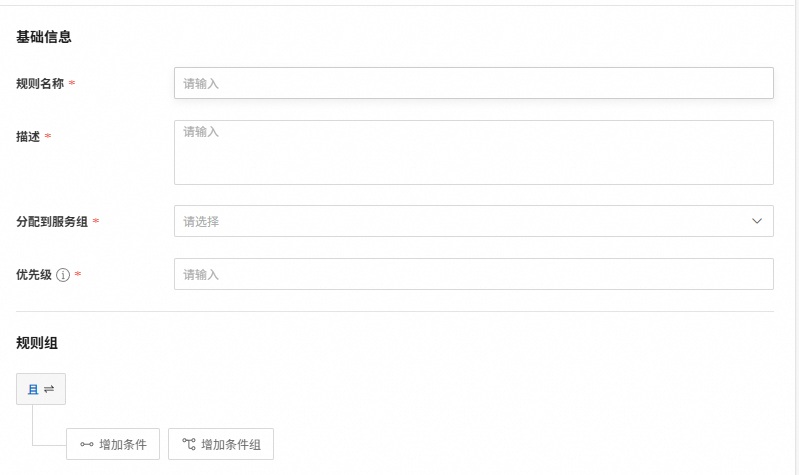 基础信息
规则名称 *
请输入
描述 *
请输入
分配到服务组 *
请选择
优先级 *
请输入
规则组
且
增加条件 增加条件组